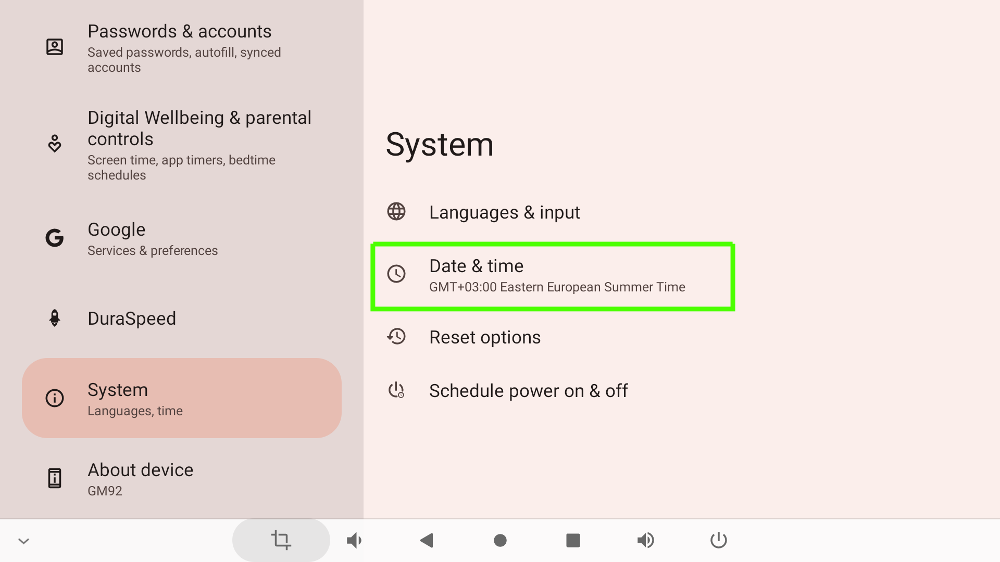 Passwords & accounts
Saved passwords, autofill, synced
accounts
Digital Wellbeing & parental
controls
Screen time, app timers, bedtime
schedules
Google
Services & preferences
DuraSpeed
System
Languages, time
About device
GM92
System
Languages & input
Date & time
GMT+03:00 Eastern European Summer Time
Reset options
Schedule power on & off